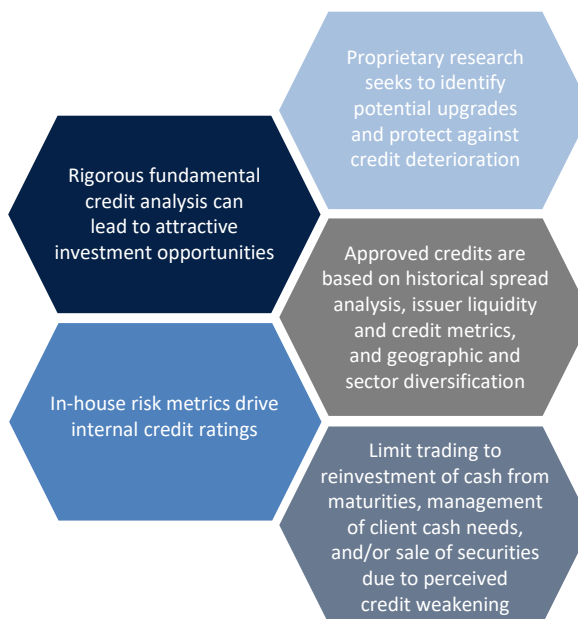 Proprietary research
seeks to identify
potential upgrades
and protect against
credit deterioration
Rigorous fundamental
credit analysis can
lead to attractive
investment opportunities
Approved credits are
based on historical spread
analysis, issuer liquidity
and credit metrics,
and geographic and
sector diversification
In-house risk metrics drive
internal credit ratings
Limit trading to
reinvestment of cash from
maturities, management
of client cash needs,
and/or sale of securities
due to perceived
credit weakening